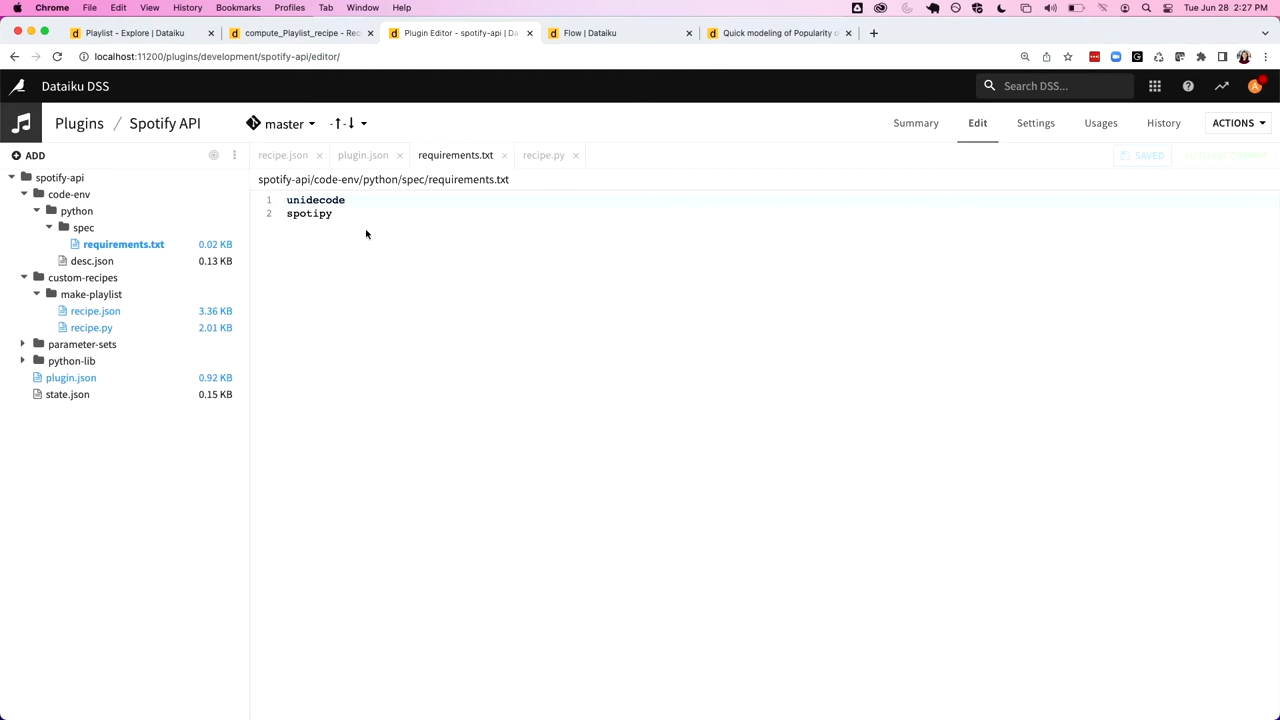 Chrome File Edit View History Bookmarks Profiles Tab Window Help Tue Jun 28 2:27 PM
Playlist - Explore | Dataiku compute_Playlist_recipe - Rec Plugin Editor - spotify-api | Da Flow | Dataiku Quick modeling of Popularity o
localhost:11200/plugins/development/spotify-api/editor/
Dataiku DSS Search DSS... A
Plugins / Spotify API master Summary Edit Settings Usages History ACTIONS
ADD recipe.json plugin.json requirements.txt recipe.py SAVED AUTO GIT COMMIT
spotify-api spotify-api/code-env/python/spec/requirements.txt
code-env 1 unidecode
python 2 spotipy
spec
requirements.txt 0.02 KB
desc.json 0.13 KB
custom-recipes
make-playlist
recipe.json 3.36 KB
recipe.py 2.01 KB
parameter-sets
python-lib
plugin.json 0.92 KB
state.json 0.15 KB